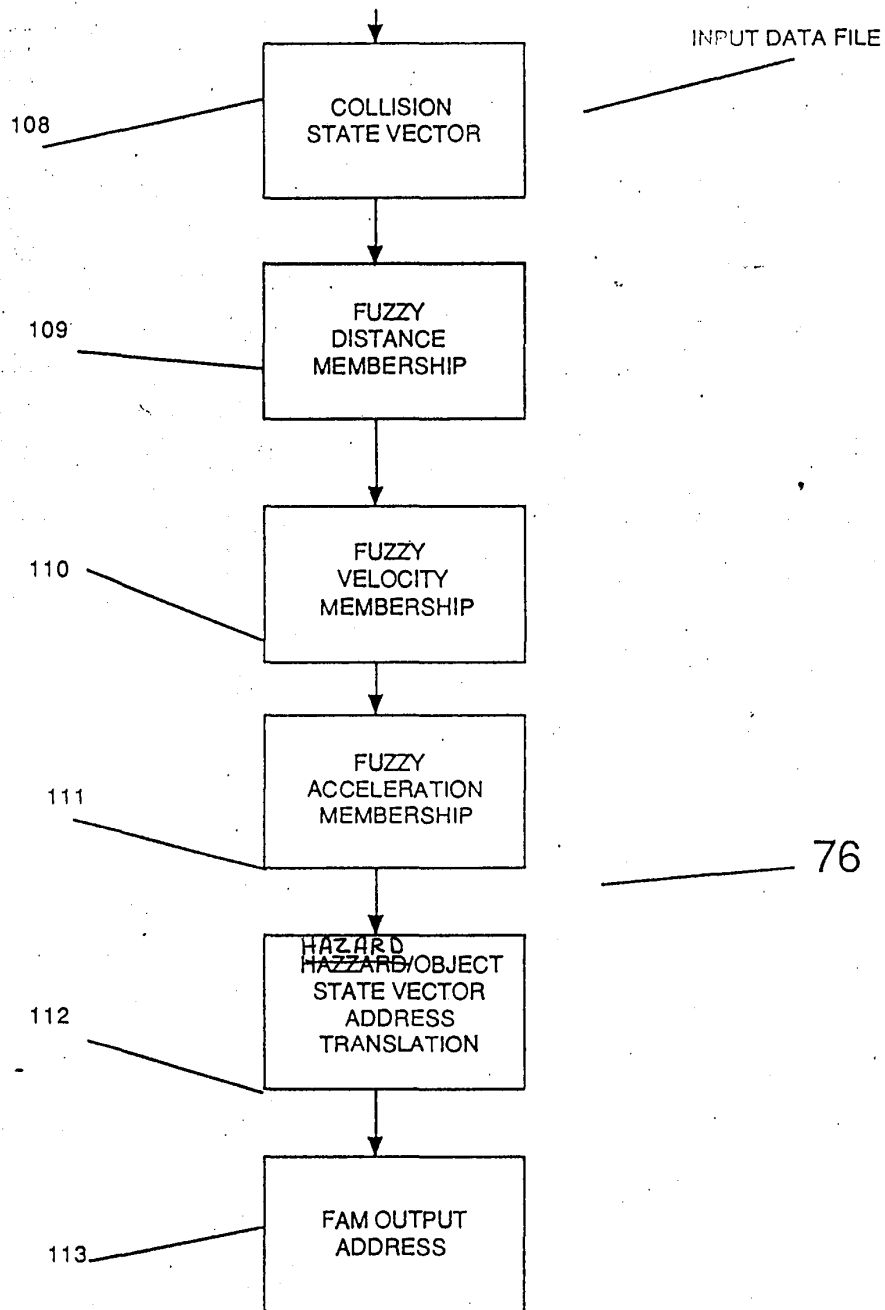 INPUT DATA FILE
108
COLLISION
STATE VECTOR
109
FUZZY
DISTANCE
MEMBERSHIP
110
FUZZY
VELOCITY
MEMBERSHIP
111
FUZZY
ACCELERATION
MEMBERSHIP
76
HAZARD
HAZZARD/OBJECT
STATE VECTOR
ADDRESS
TRANSLATION
112
FAM OUTPUT
ADDRESS
113